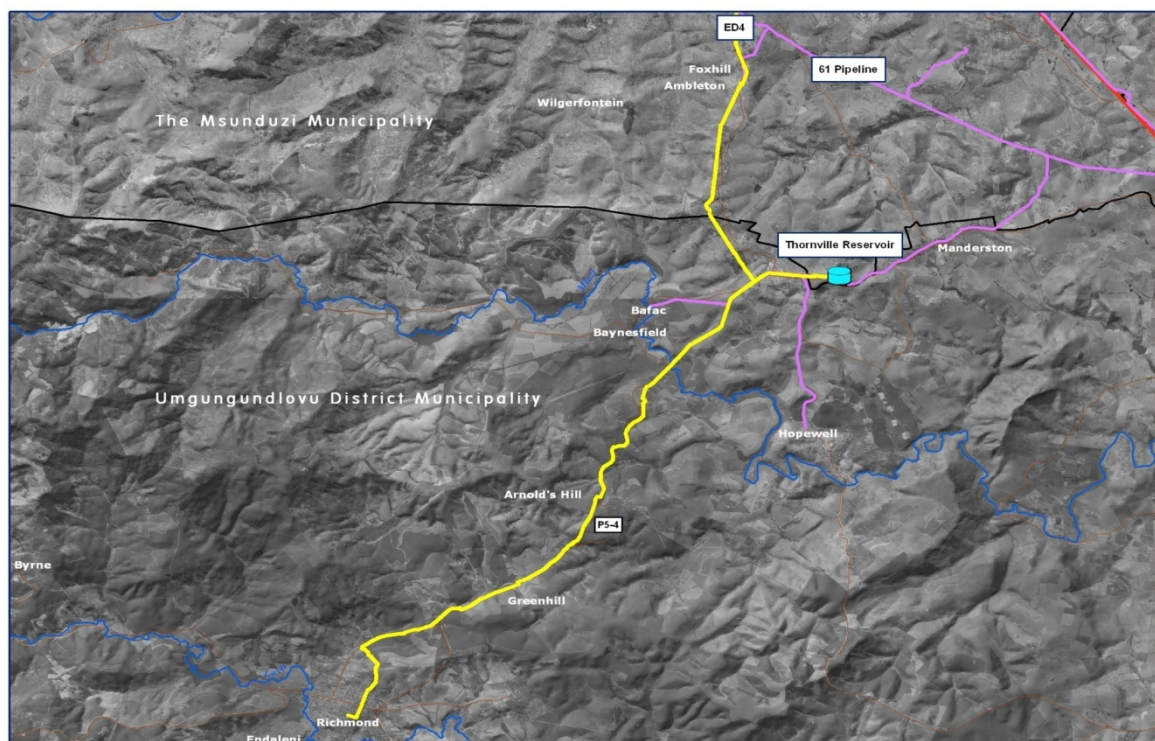 ED4
Foxhill
Ambleton
61 Pipeline
Wilgerfontein
The Msunduzi Municipality
Thornville Reservoir
Manderston
Bafac
Baynesfield
Umgungundlovu District Municipality
Hopewell
Arnold's Hill
P5-4
Byrne
Greenhill
Richmond
Endaleni